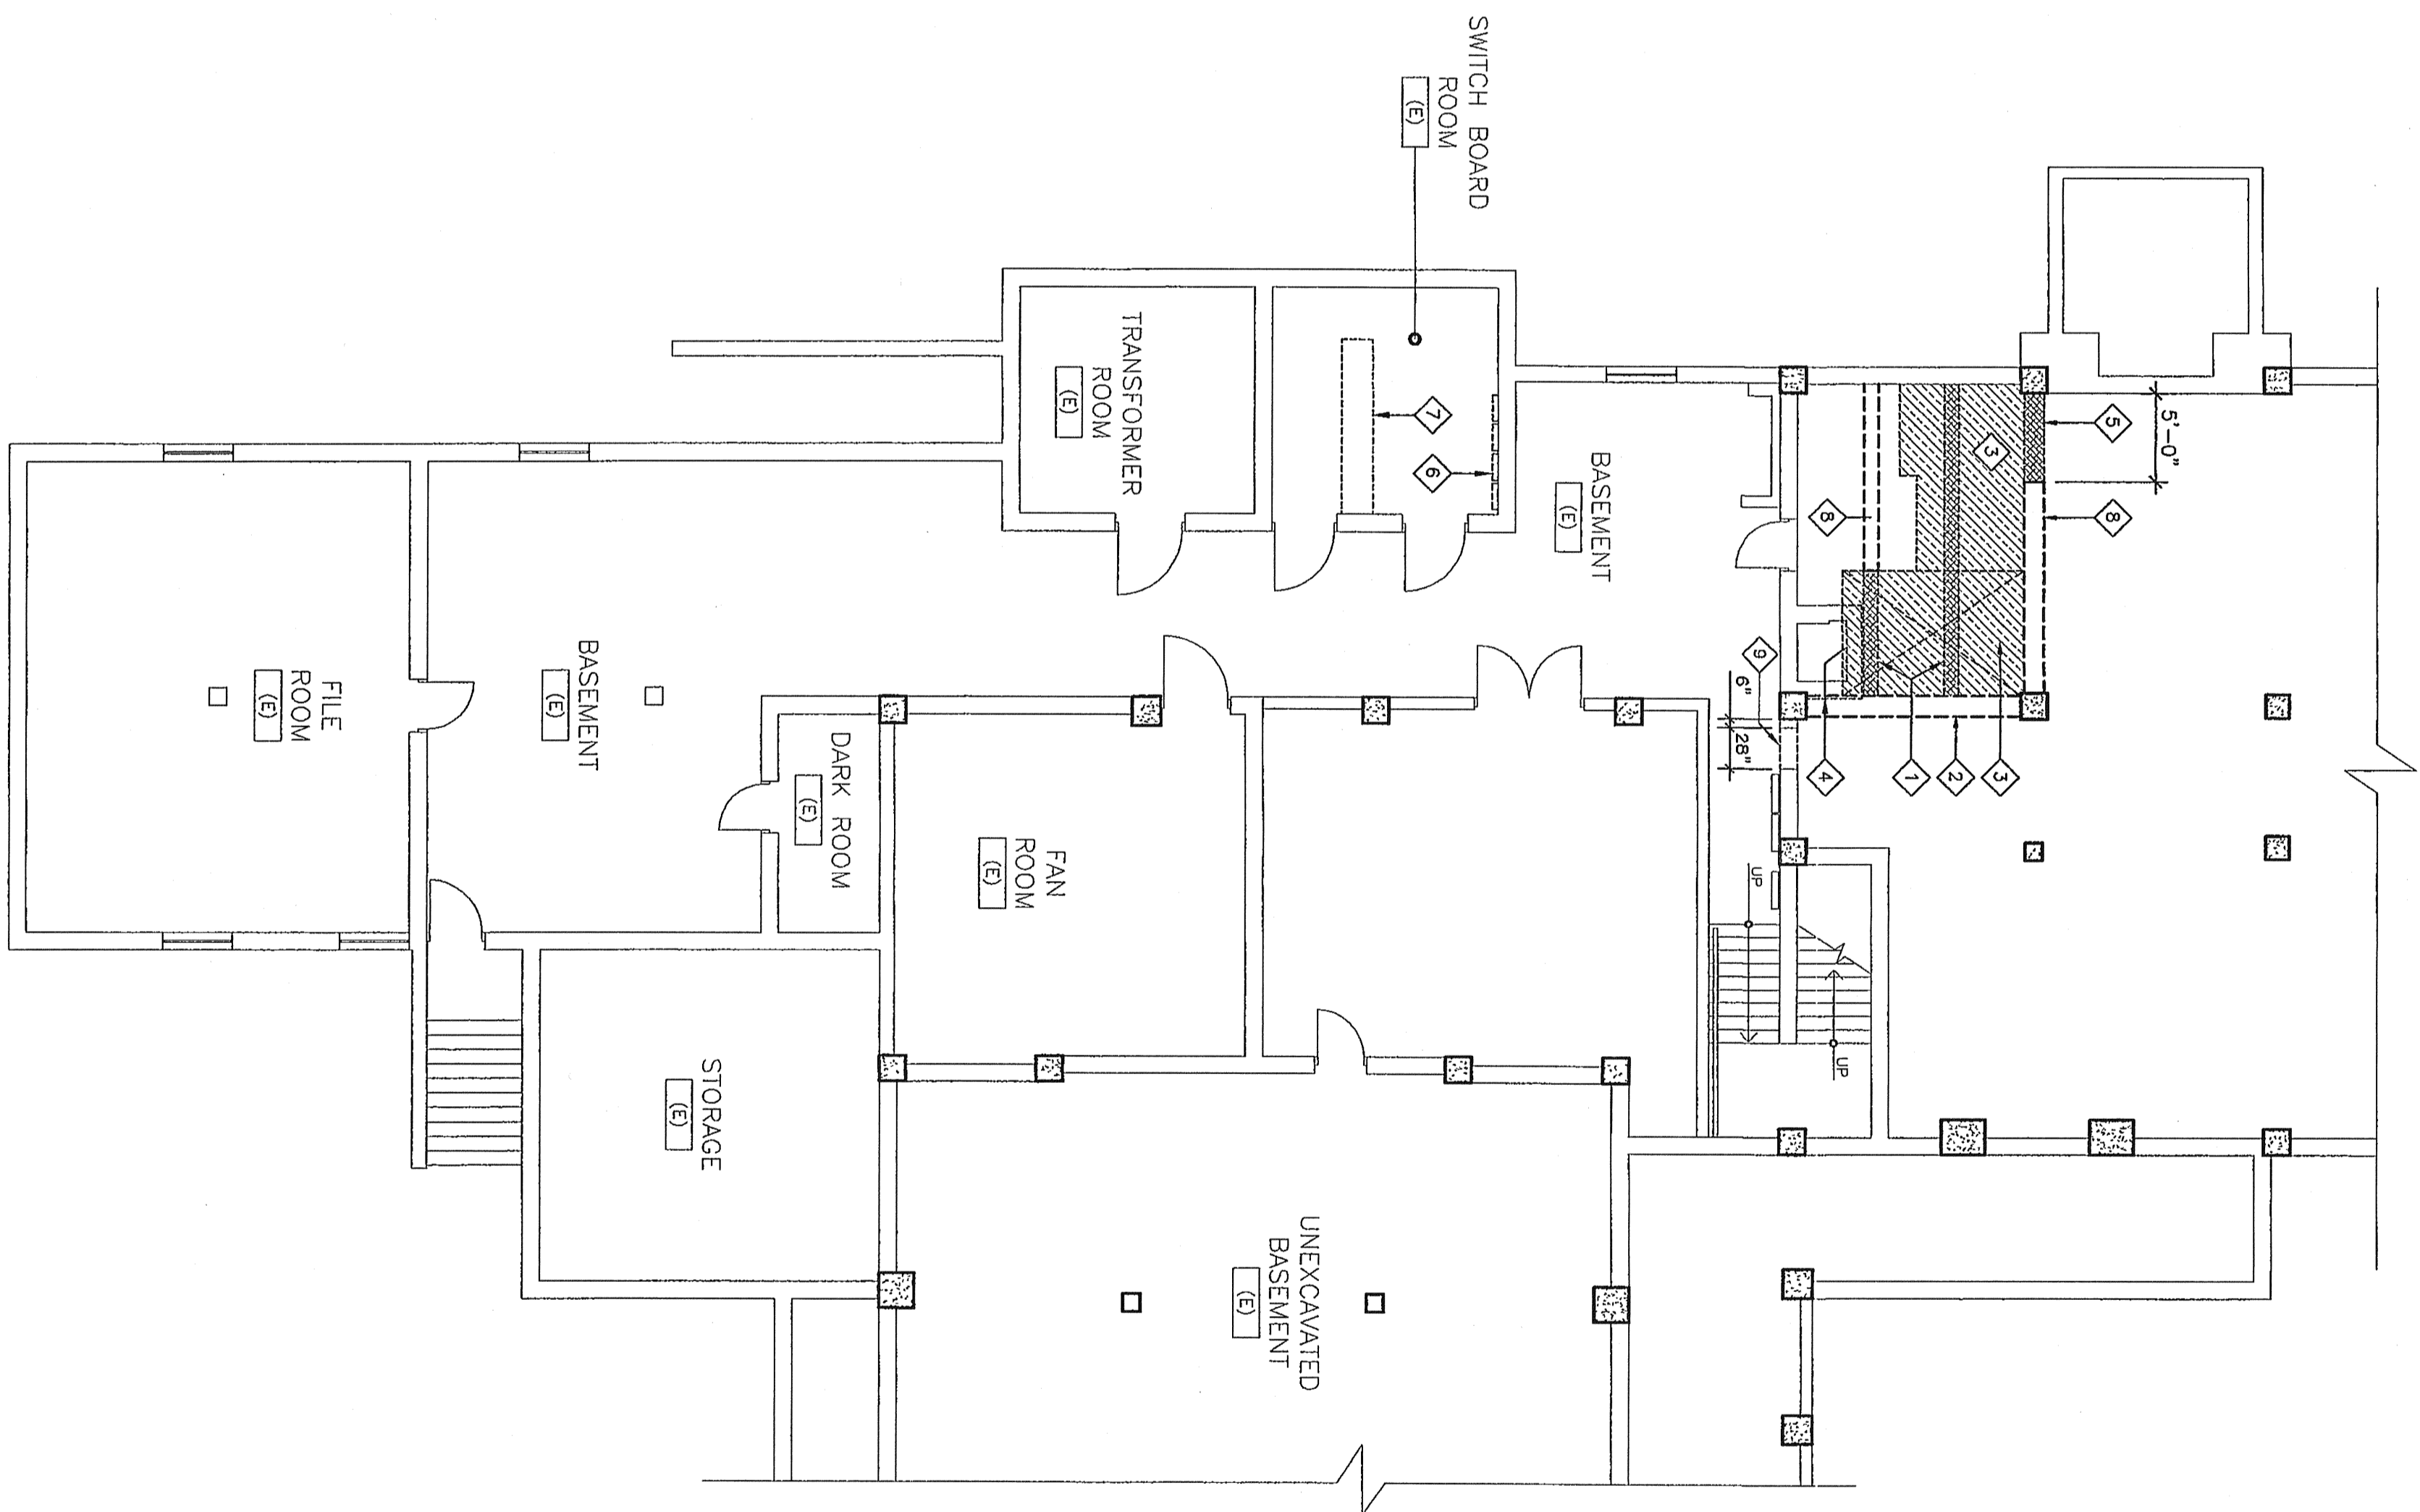 SWITCH BOARD
ROOM
(E)
5'-0"
5
8
3
8
7
6
BASEMENT
(E)
TRANSFORMER
ROOM
(E)
9
6"
28"
4
1
2
3
UP
UP
BASEMENT
(E)
FILE
ROOM
(E)
DARK ROOM
(E)
FAN
ROOM
(E)
STORAGE
(E)
UNEXCAVATED
BASEMENT
(E)